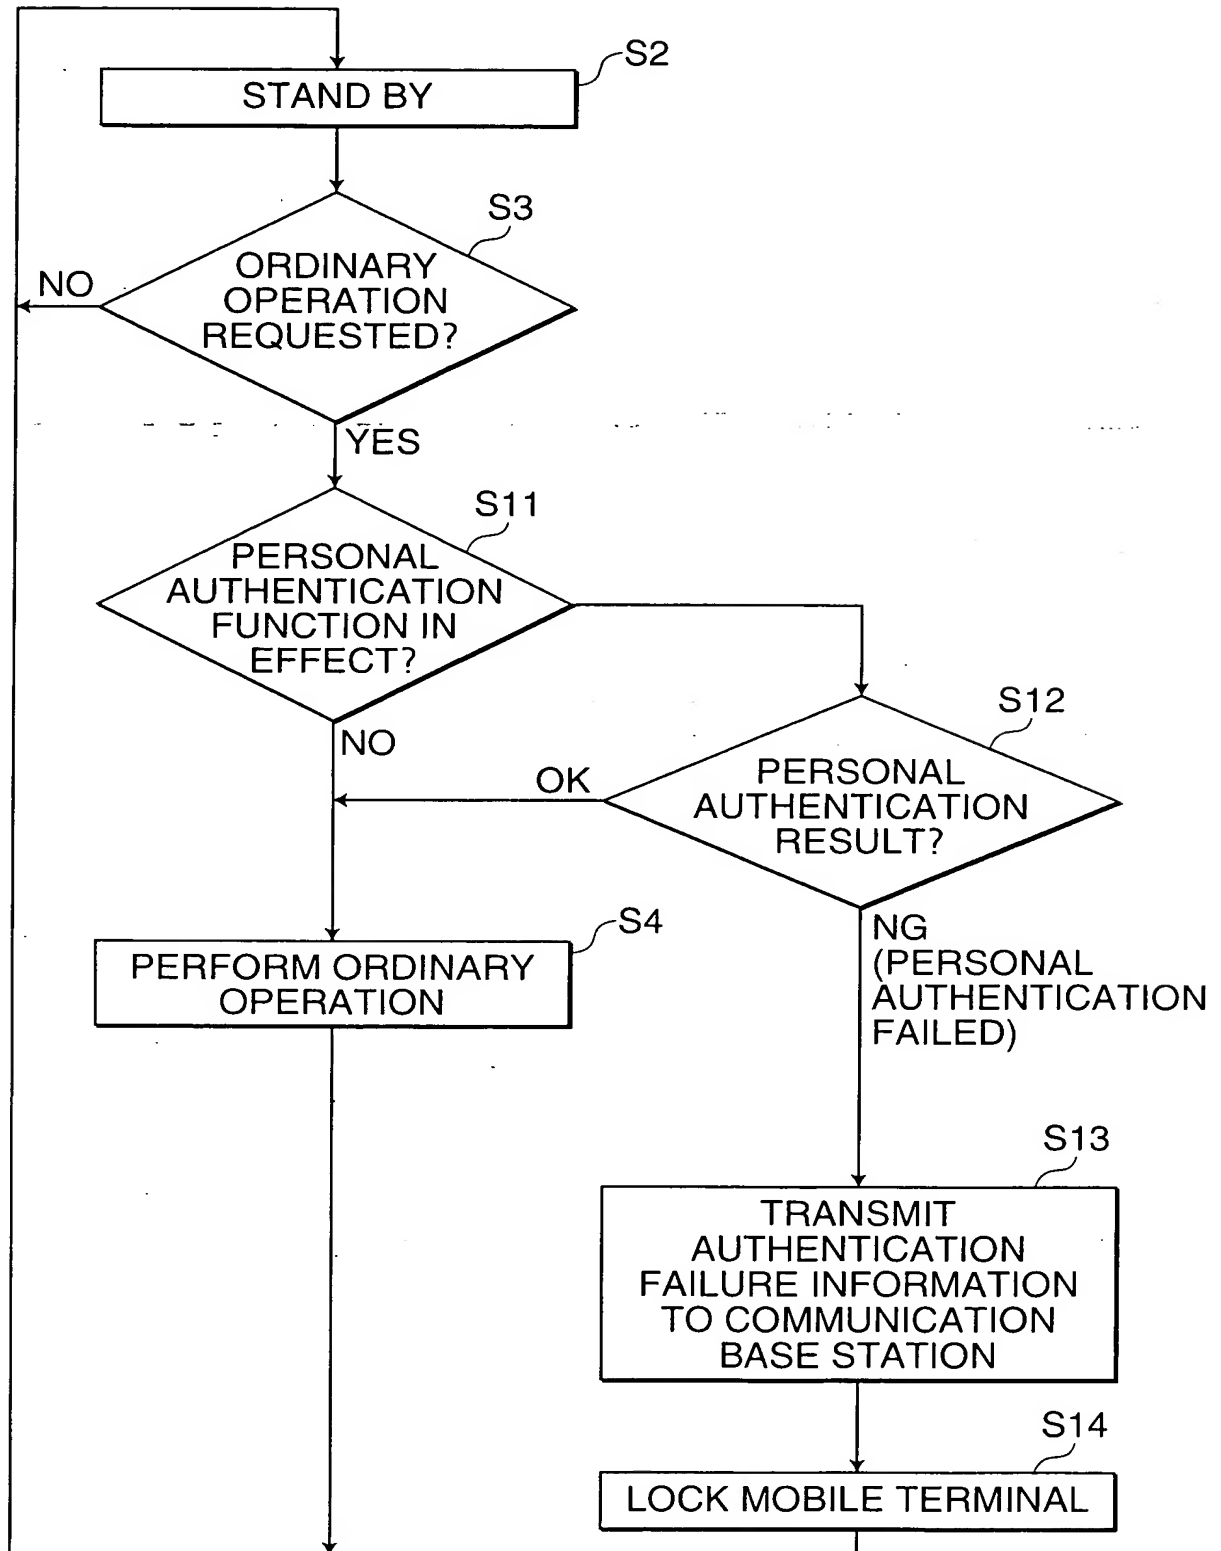 S2
STAND BY
S3
ORDINARY
OPERATION
REQUESTED?
NO
YES
S11
PERSONAL
AUTHENTICATION
FUNCTION IN
EFFECT?
NO
S12
PERSONAL
AUTHENTICATION
RESULT?
OK
NG
(PERSONAL
AUTHENTICATION
FAILED)
S4
PERFORM ORDINARY
OPERATION
S13
TRANSMIT
AUTHENTICATION
FAILURE INFORMATION
TO COMMUNICATION
BASE STATION
S14
LOCK MOBILE TERMINAL